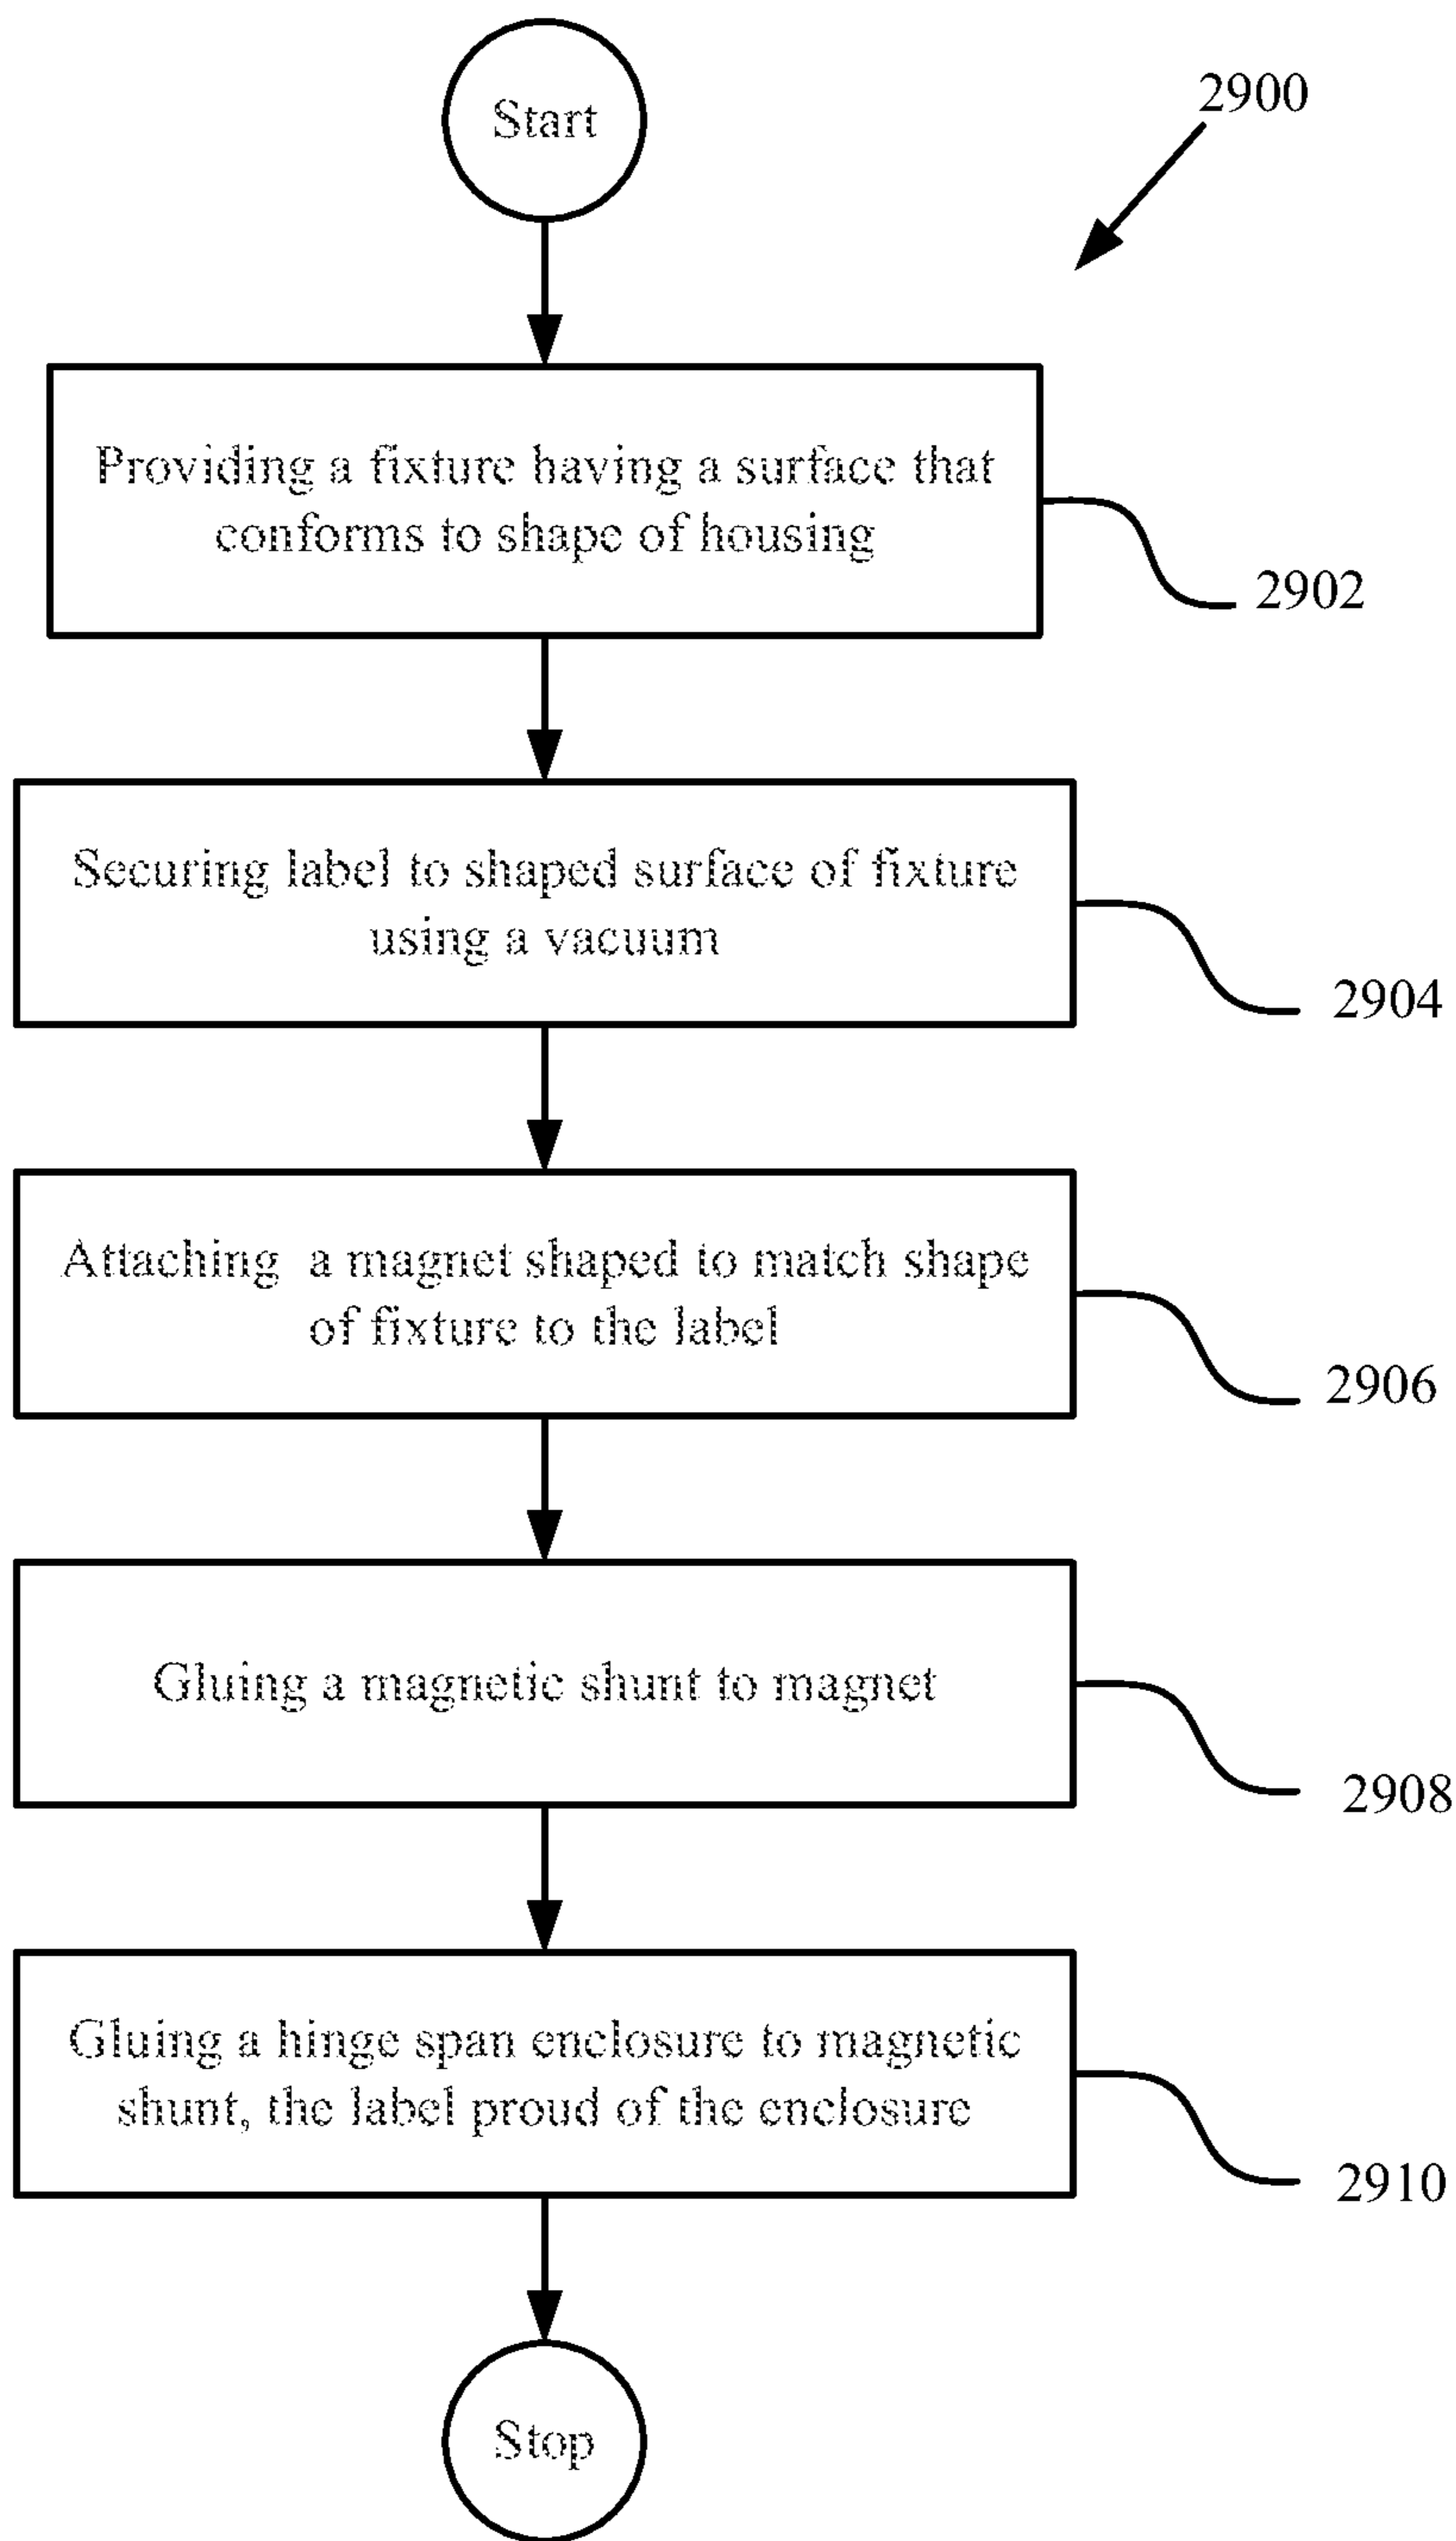 Start
2900
Providing a fixture having a surface that
conforms to shape of housing
2902
Securing label to shaped surface of fixture
using a vacuum
2904
Attaching a magnet shaped to match shape
of fixture to the label
2906
Gluing a magnetic shunt to magnet
2908
Gluing a hinge span enclosure to magnetic
shunt, the label proud of the enclosure
2910
Stop